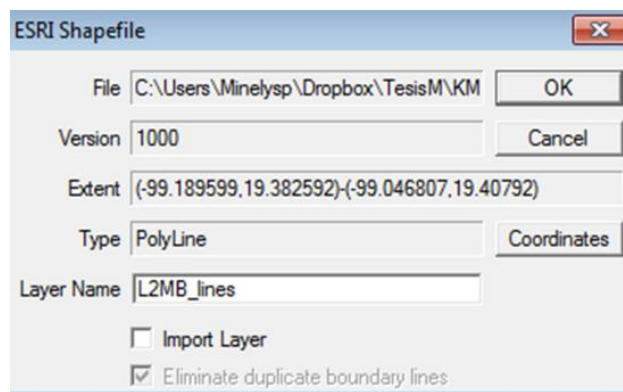 ESRI Shapefile
File C:\Users\Minelysp\Dropbox\TesisM\KM OK
Version 1000 Cancel
Extent (-99.189599,19.382592)-(-99.046807,19.40792)
Type PolyLine Coordinates
Layer Name L2MB_lines
Import Layer
Eliminate duplicate boundary lines